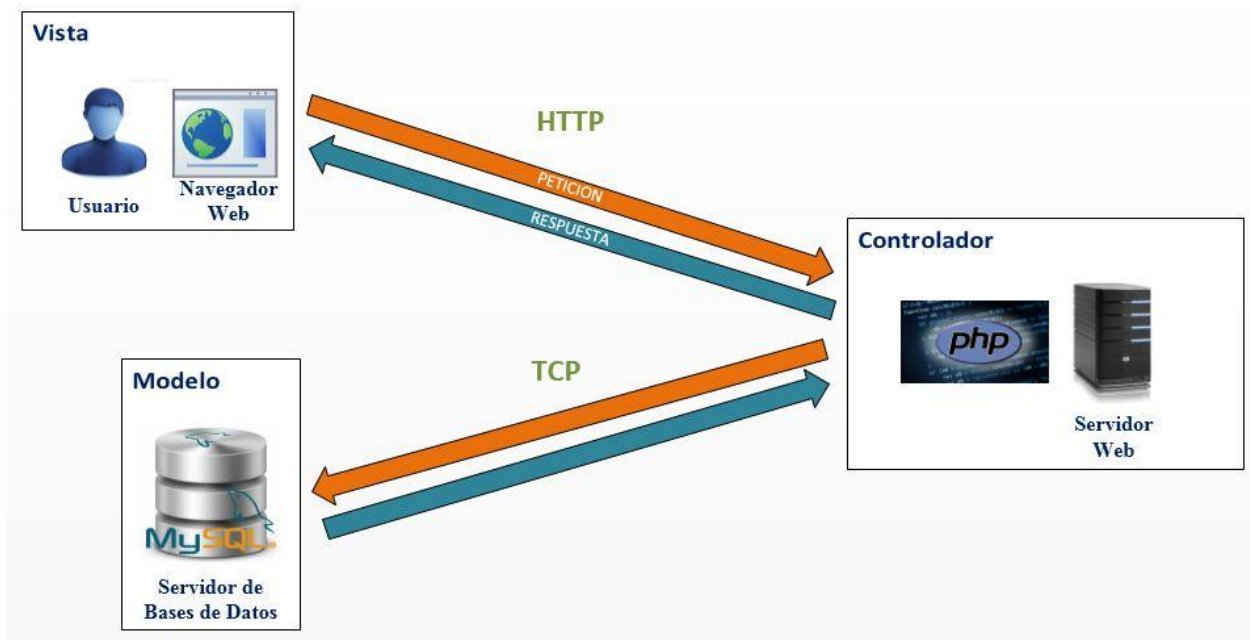 Vista
Usuario
Navegador
Web
HTTP
PETICION
RESPUESTA
Controlador
php
Servidor
Web
TCP
Modelo
MySQL
Servidor de
Bases de Datos